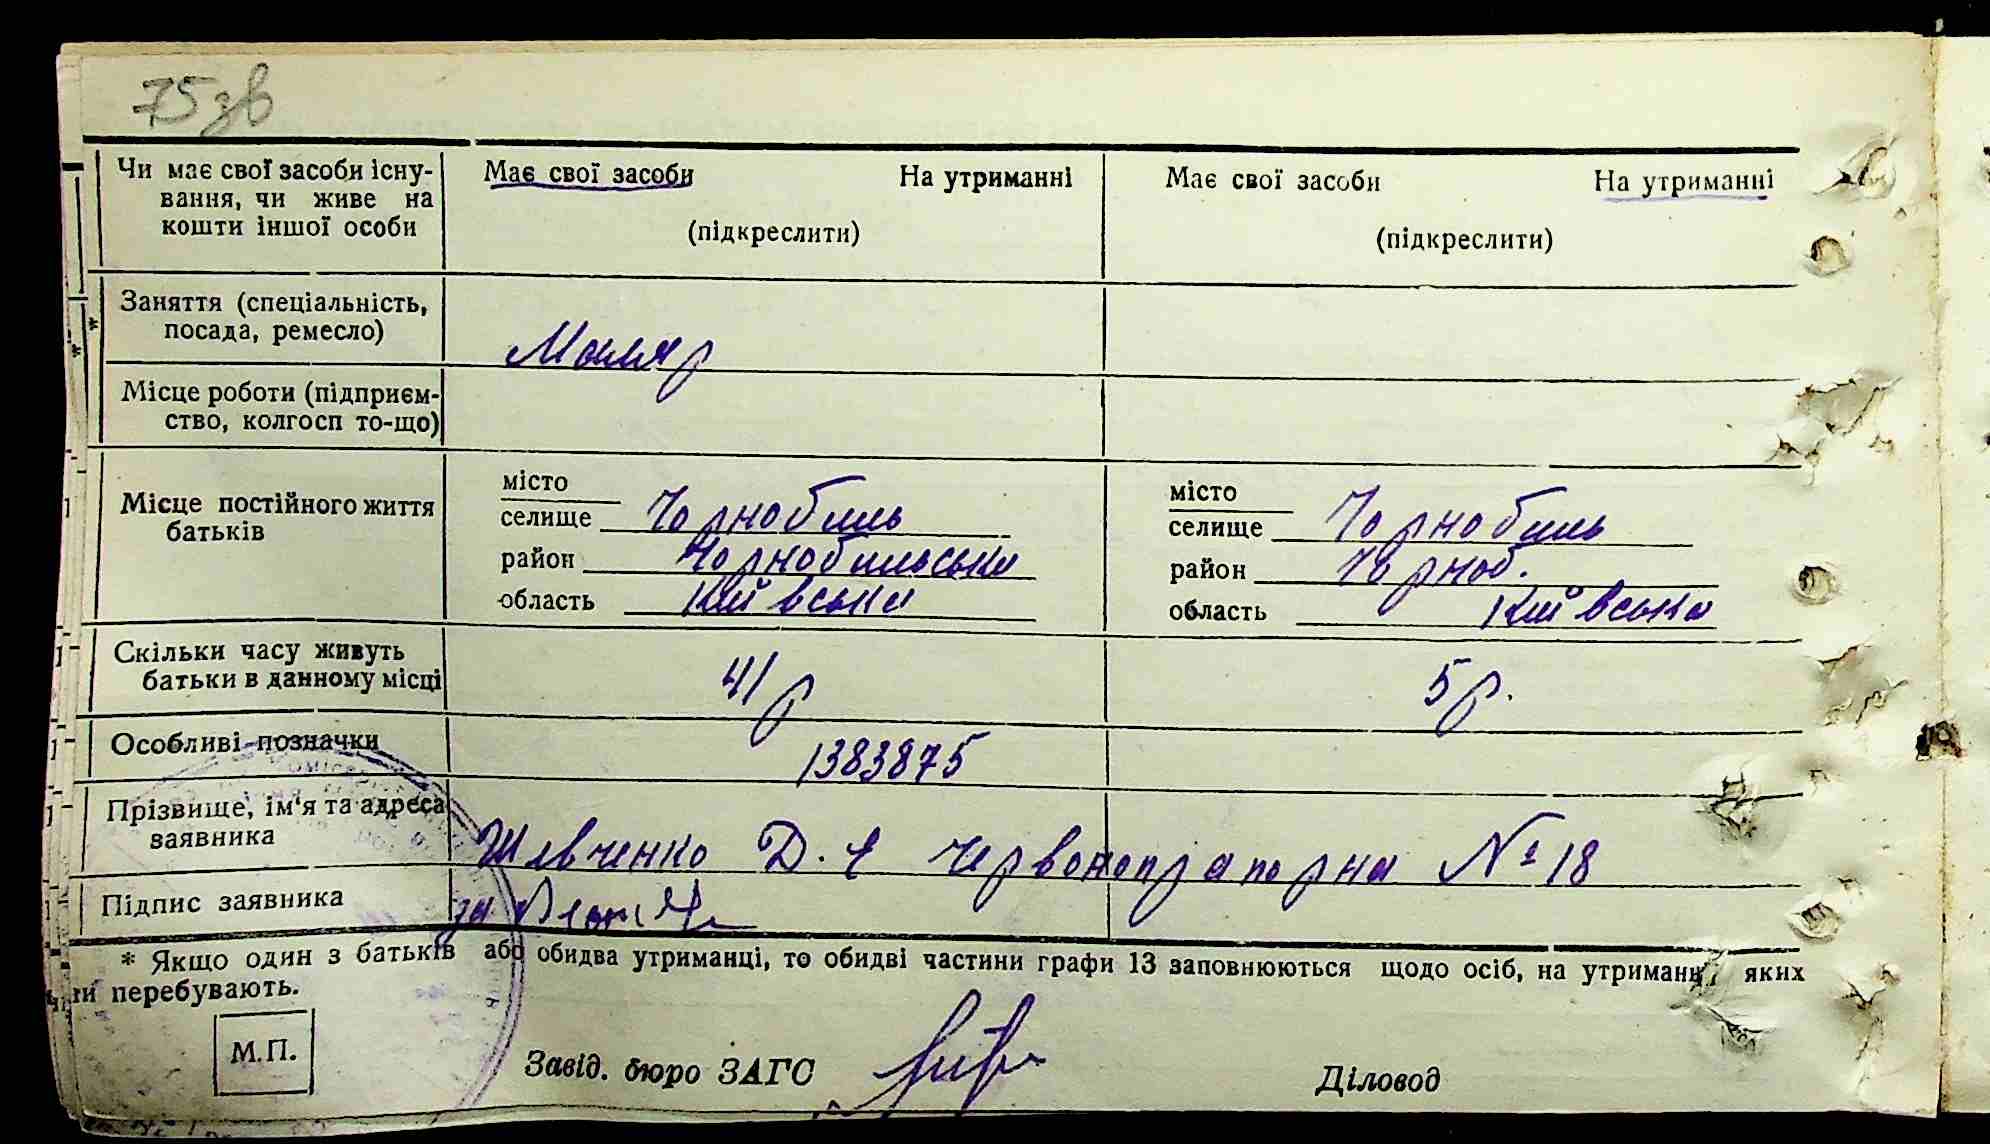 75 зв
Чи має свої засоби існу- Має свої засоби На утриманні Має свої засоби На утриманні
вання, чи живе на
кошти іншої особи (підкреслити) (підкреслити)
Заняття (спеціальність,
посада, ремесло) Маляр
Місце роботи (підприєм-
ство, колгосп то-що)
місто місто
Місце постійного життя селище Чорнобиль селище Чорнобиль
батьків
район Чорнобильськи район Чорноб.
область Київська область Київська
Скільки часу живуть
батьки в данному місці 41 р 5 р.
Особливі позначки 1383875
Прізвище, ім'я та адреса
заявника Шевченко Д. Є Червонопрапорна № 18
Підпис заявника за
* Якщо один з батьків або обидва утриманці, то обидві частини графи 13 заповнюються щодо осіб, на утриманні яких
ти перебувають.
М.П.
Завід. бюро ЗАГС Діловод